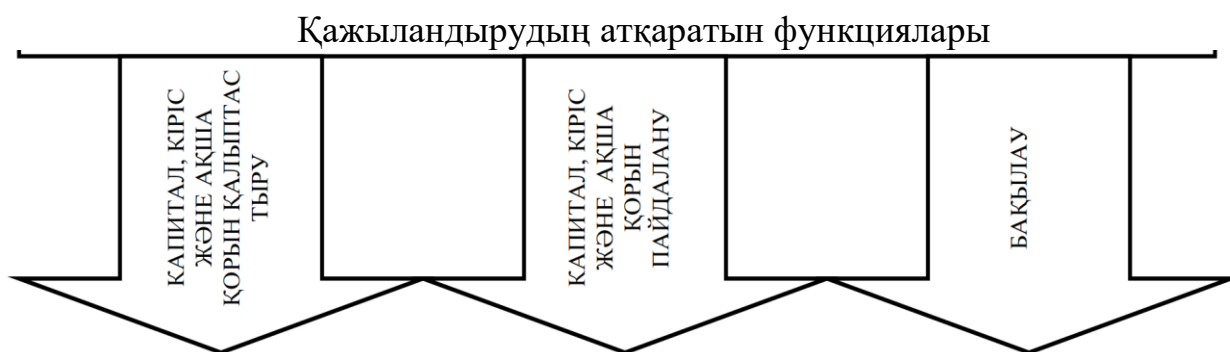 Қажыландырудың атқаратын функциялары
КАПИТАЛ, КІРІС
ЖӘНЕ АҚША
ҚОРЫН ҚАЛЫПТАС
ТЫРУ
КАПИТАЛ, КІРІС
ЖӘНЕ АҚША
ҚОРЫН
ПАЙДАЛАНУ
БАҚЫЛАУ